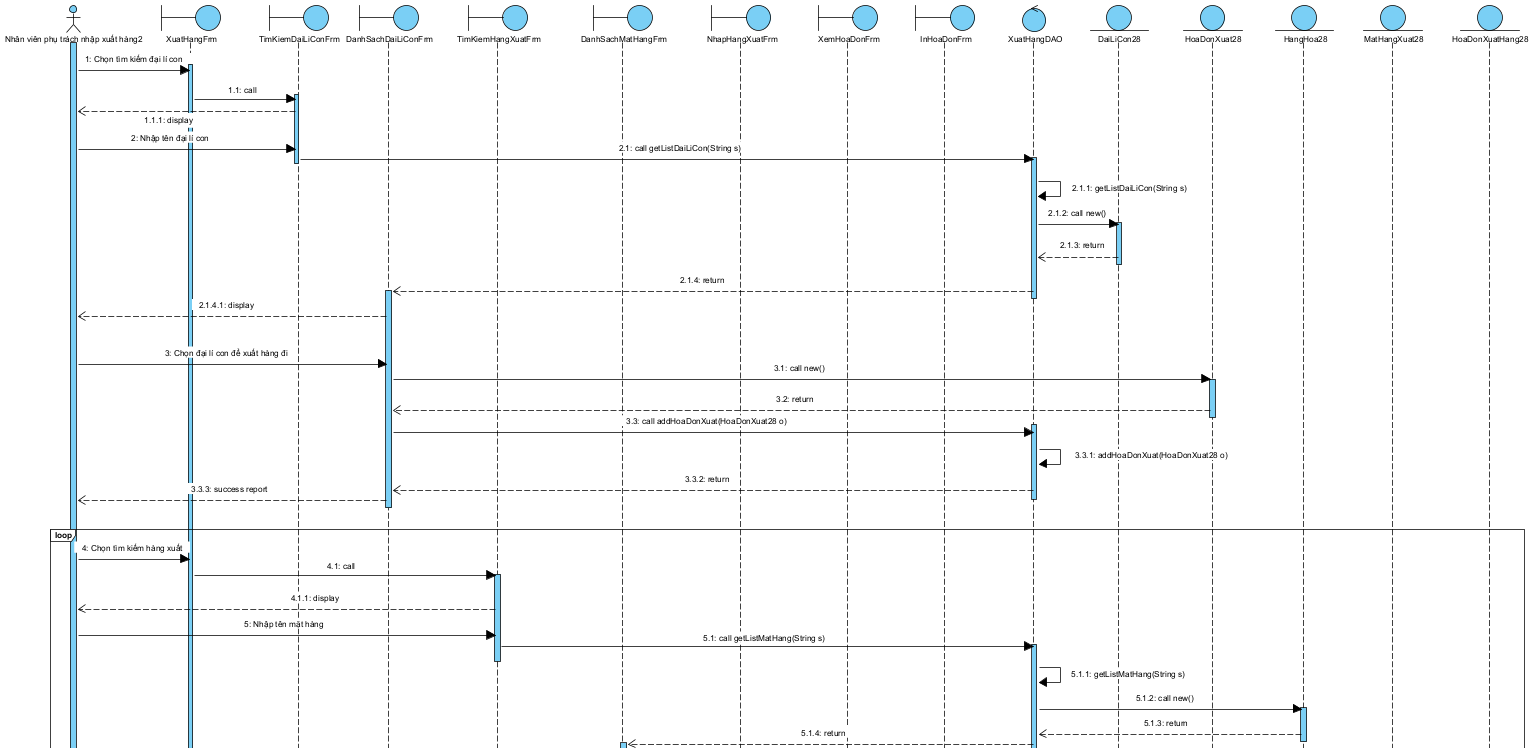 Nhân viên phụ trách nhập xuất hàng2
XuatHangFrm
TimKiemDaiLiConFrm
DanhSachDaiLiConFrm
TimKiemHangXuatFrm
DanhSachMatHangFrm
NhapHangXuatFrm
XemHoaDonFrm
InHoaDonFrm
XuatHangDAO
DaiLiCon28
HoaDonXuat28
HangHoa28
MatHangXuat28
HoaDonXuatHang28
1: Chọn tìm kiếm đại lí con
1.1: call
1.1.1: display
2: Nhập tên đại lí con
2.1: call getListDaiLiCon(String s)
2.1.1: getListDaiLiCon(String s)
2.1.2: call new()
2.1.3: return
2.1.4: return
2.1.4.1: display
3: Chọn đại lí con để xuất hàng đi
3.1: call new()
3.2: return
3.3: call addHoaDonXuat(HoaDonXuat28 o)
3.3.1: addHoaDonXuat(HoaDonXuat28 o)
3.3.2: return
3.3.3: success report
loop
4: Chọn tìm kiếm hàng xuất
4.1: call
4.1.1: display
5: Nhập tên mặt hàng
5.1: call getListMatHang(String s)
5.1.1: getListMatHang(String s)
5.1.2: call new()
5.1.3: return
5.1.4: return